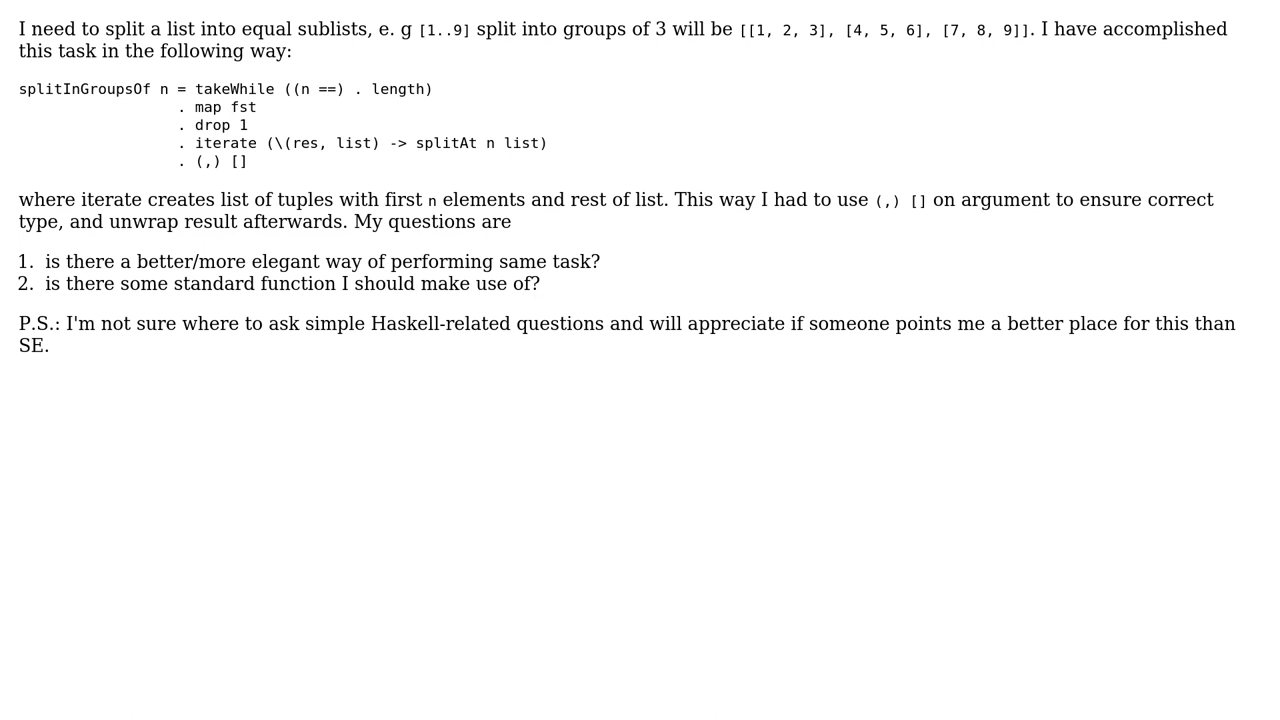 I need to split a list into equal sublists, e. g [1..9] split into groups of 3 will be [[1, 2, 3], [4, 5, 6], [7, 8, 9]]. I have accomplished
this task in the following way:
splitInGroupsOf n = takeWhile ((n ==) . length)
                  . map fst
                  . drop 1
                  . iterate (\(res, list) -> splitAt n list)
                  . (,) []
where iterate creates list of tuples with first n elements and rest of list. This way I had to use (,) [] on argument to ensure correct
type, and unwrap result afterwards. My questions are
1. is there a better/more elegant way of performing same task?
2. is there some standard function I should make use of?
P.S.: I'm not sure where to ask simple Haskell-related questions and will appreciate if someone points me a better place for this than
SE.